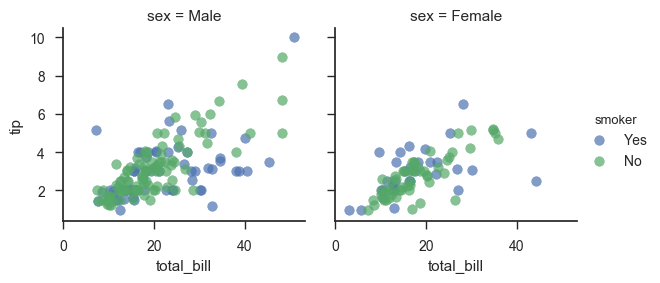 sex = Male
sex = Female
10
8
6
4
2
tip
0
20
40
total_bill
0
20
40
total_bill
smoker
Yes
No